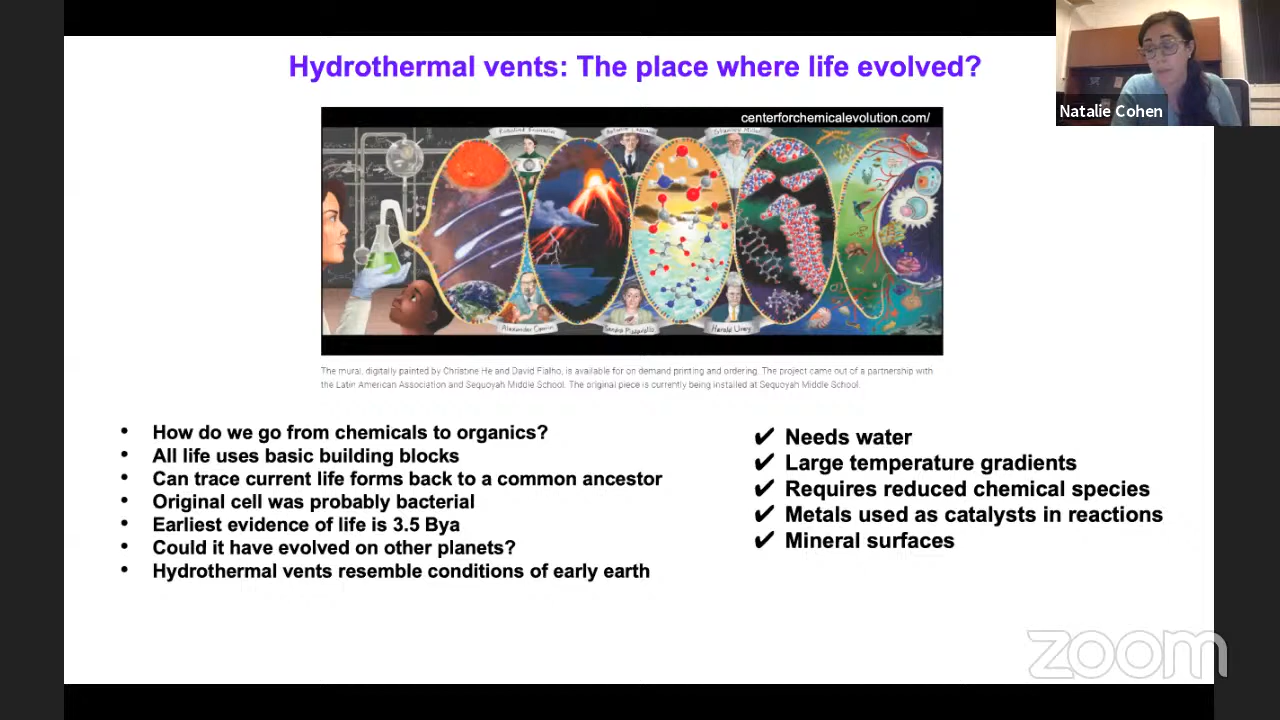 Hydrothermal vents: The place where life evolved?
Natalie Cohen
centerforchemicalevolution.com/
Alexander Oparin
Harold Urey
The mural, digitally painted by Christine He and David Fialho, is available for on demand printing and ordering. The project came out of a partnership with
the Latin American Association and Sequoyah Middle School. The original piece is currently being installed at Sequoyah Middle School.
• How do we go from chemicals to organics?
• All life uses basic building blocks
• Can trace current life forms back to a common ancestor
• Original cell was probably bacterial
• Earliest evidence of life is 3.5 Bya
• Could it have evolved on other planets?
• Hydrothermal vents resemble conditions of early earth
✔ Needs water
✔ Large temperature gradients
✔ Requires reduced chemical species
✔ Metals used as catalysts in reactions
✔ Mineral surfaces
zoom